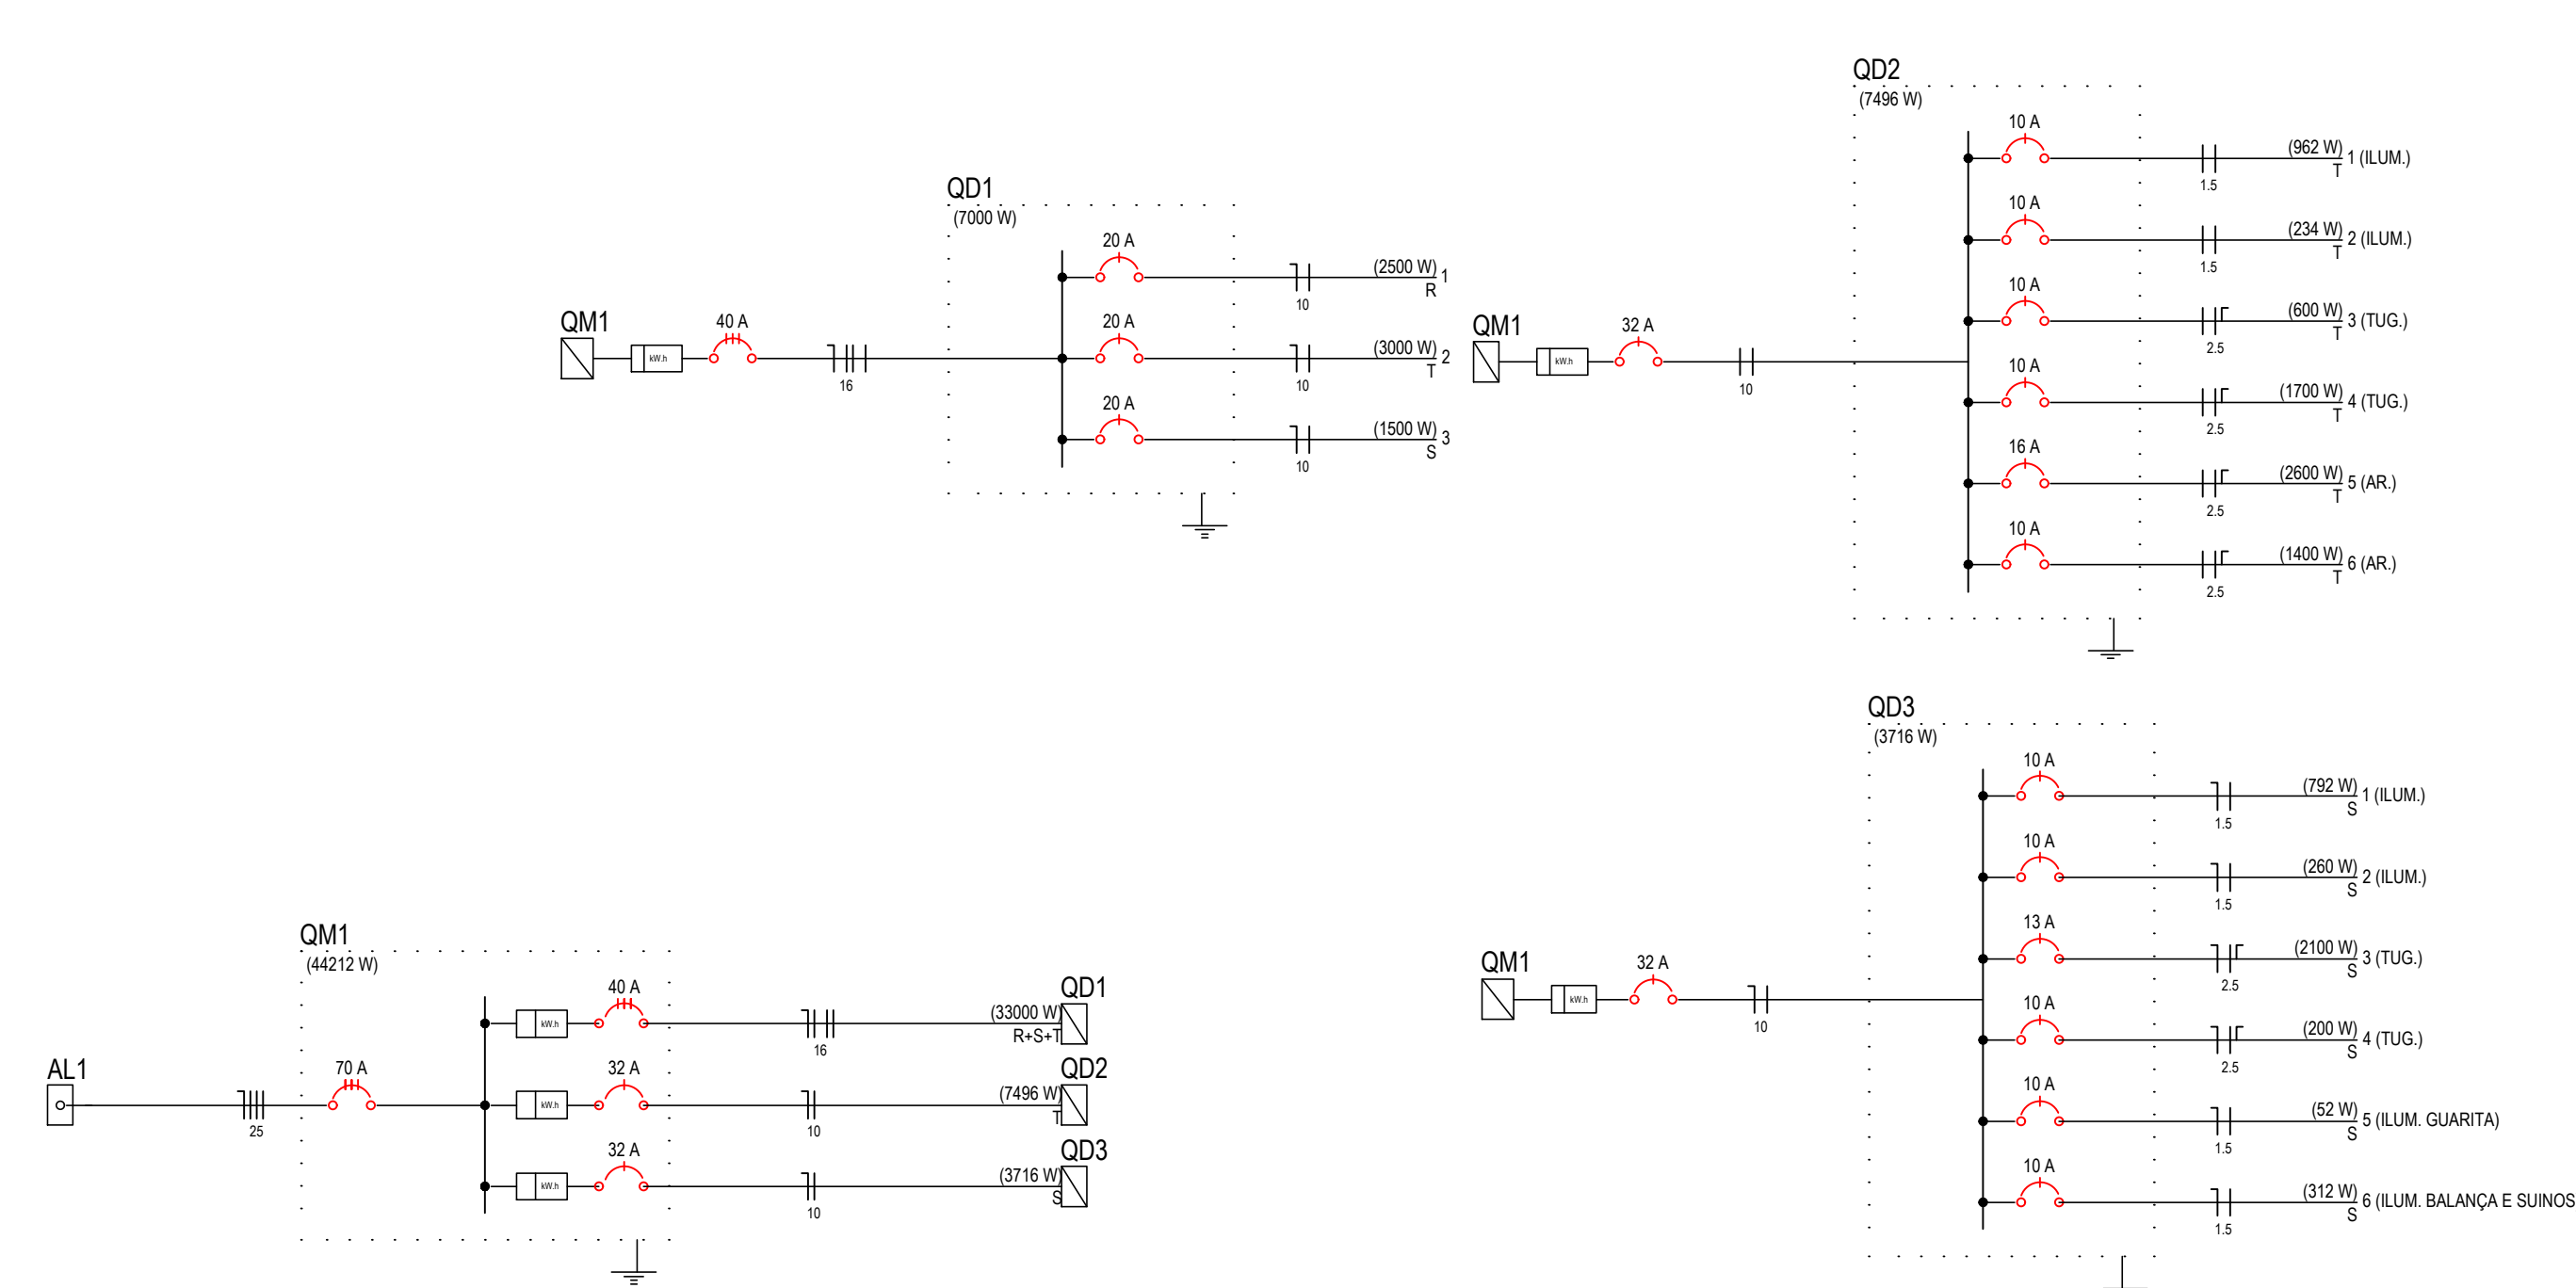 QD1
(7000 W)
QM1
kW.h
40 A
16
20 A
10
(2500 W)
R
1
20 A
10
(3000 W)
T
2
20 A
10
(1500 W)
S
3
QD2
(7496 W)
QM1
kW.h
32 A
10
10 A
1.5
(962 W)
T
1 (ILUM.)
10 A
1.5
(234 W)
T
2 (ILUM.)
10 A
2.5
(600 W)
T
3 (TUG.)
10 A
2.5
(1700 W)
T
4 (TUG.)
16 A
2.5
(2600 W)
T
5 (AR.)
10 A
2.5
(1400 W)
T
6 (AR.)
QM1
(44212 W)
AL1
25
70 A
kW.h
40 A
16
(33000 W)
R+S+T
QD1
kW.h
32 A
10
(7496 W)
T
QD2
kW.h
32 A
10
(3716 W)
S
QD3
QD3
(3716 W)
QM1
kW.h
32 A
10
10 A
1.5
(792 W)
S
1 (ILUM.)
10 A
1.5
(260 W)
S
2 (ILUM.)
13 A
2.5
(2100 W)
S
3 (TUG.)
10 A
2.5
(200 W)
S
4 (TUG.)
10 A
1.5
(52 W)
S
5 (ILUM. GUARITA)
10 A
1.5
(312 W)
S
6 (ILUM. BALANÇA E SUINOS